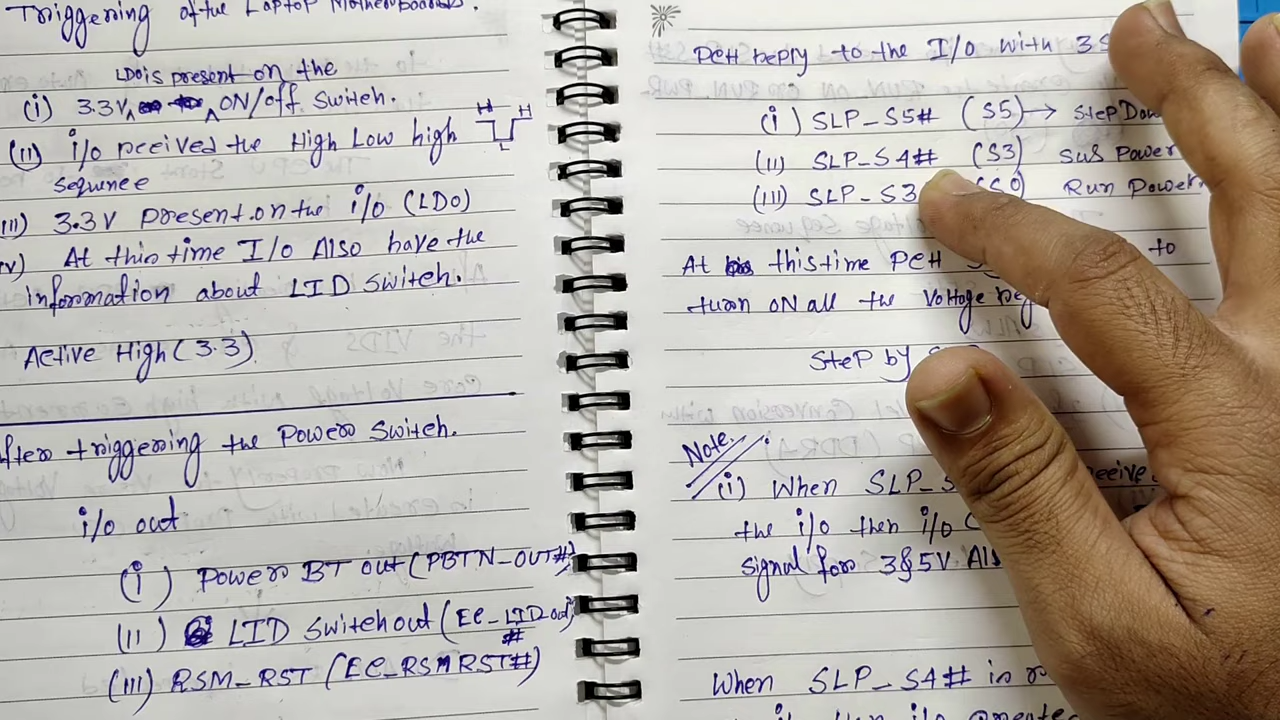 Triggering of the Laptop Motherboards.
LDO is present on the
(i) 3.3V ON/off Switch.
(ii) i/o received the High Low high
H H
L
sequence
(iii) 3.3V Present on the i/o (LDO)
(iv) At this time I/o Also have the
information about LID Switch.
Active High (3.3).
After triggering the Power Switch.
i/o out
(i) Power BT out (PBTN_OUT#)
(ii) LID Switch out (EC_LID out)
#
(iii) RSM_RST (EC_RSMRST#)
PCH reply to the I/O with 3 S
(i) SLP_S5# (S5) → Step Down
(ii) SLP_S4# (S3) Sus Power
(iii) SLP_S3 (S0) Run Power
At this time PCH to
turn ON all the Voltage
Step by
Note
(i) When SLP_S
the i/o then i/o
signal for 3&5V Als
When SLP_S4# is
then i/o